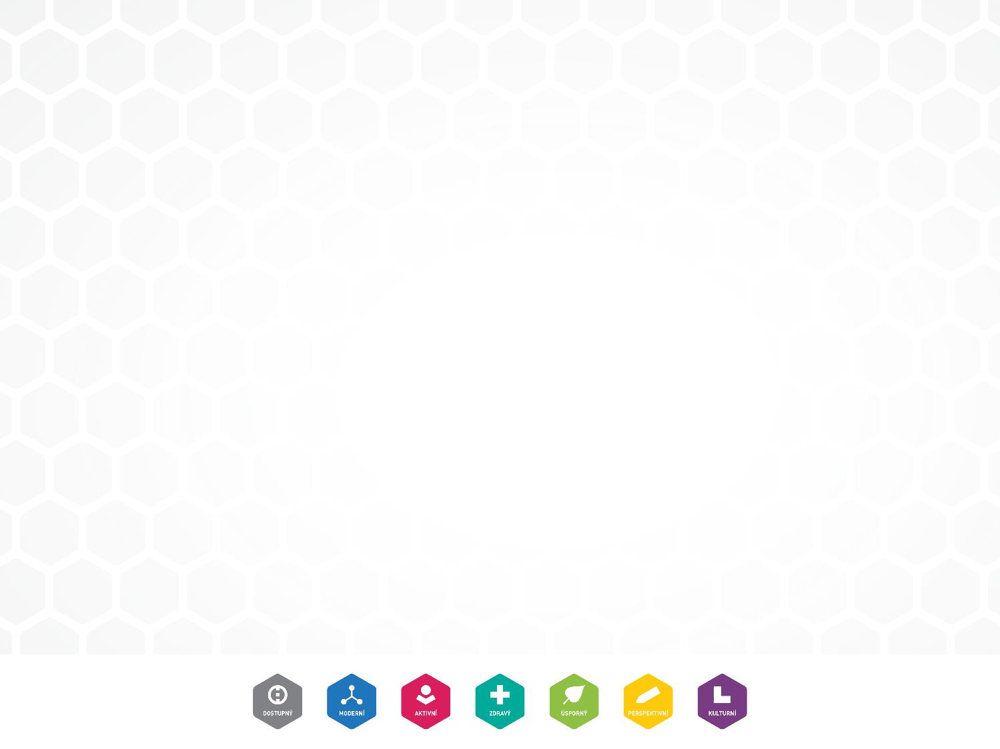 DOSTUPNÝ
MODERNÍ
AKTIVNÍ
ZDRAVÝ
ÚSPORNÝ
PERSPEKTIVNÍ
KULTURNÍ